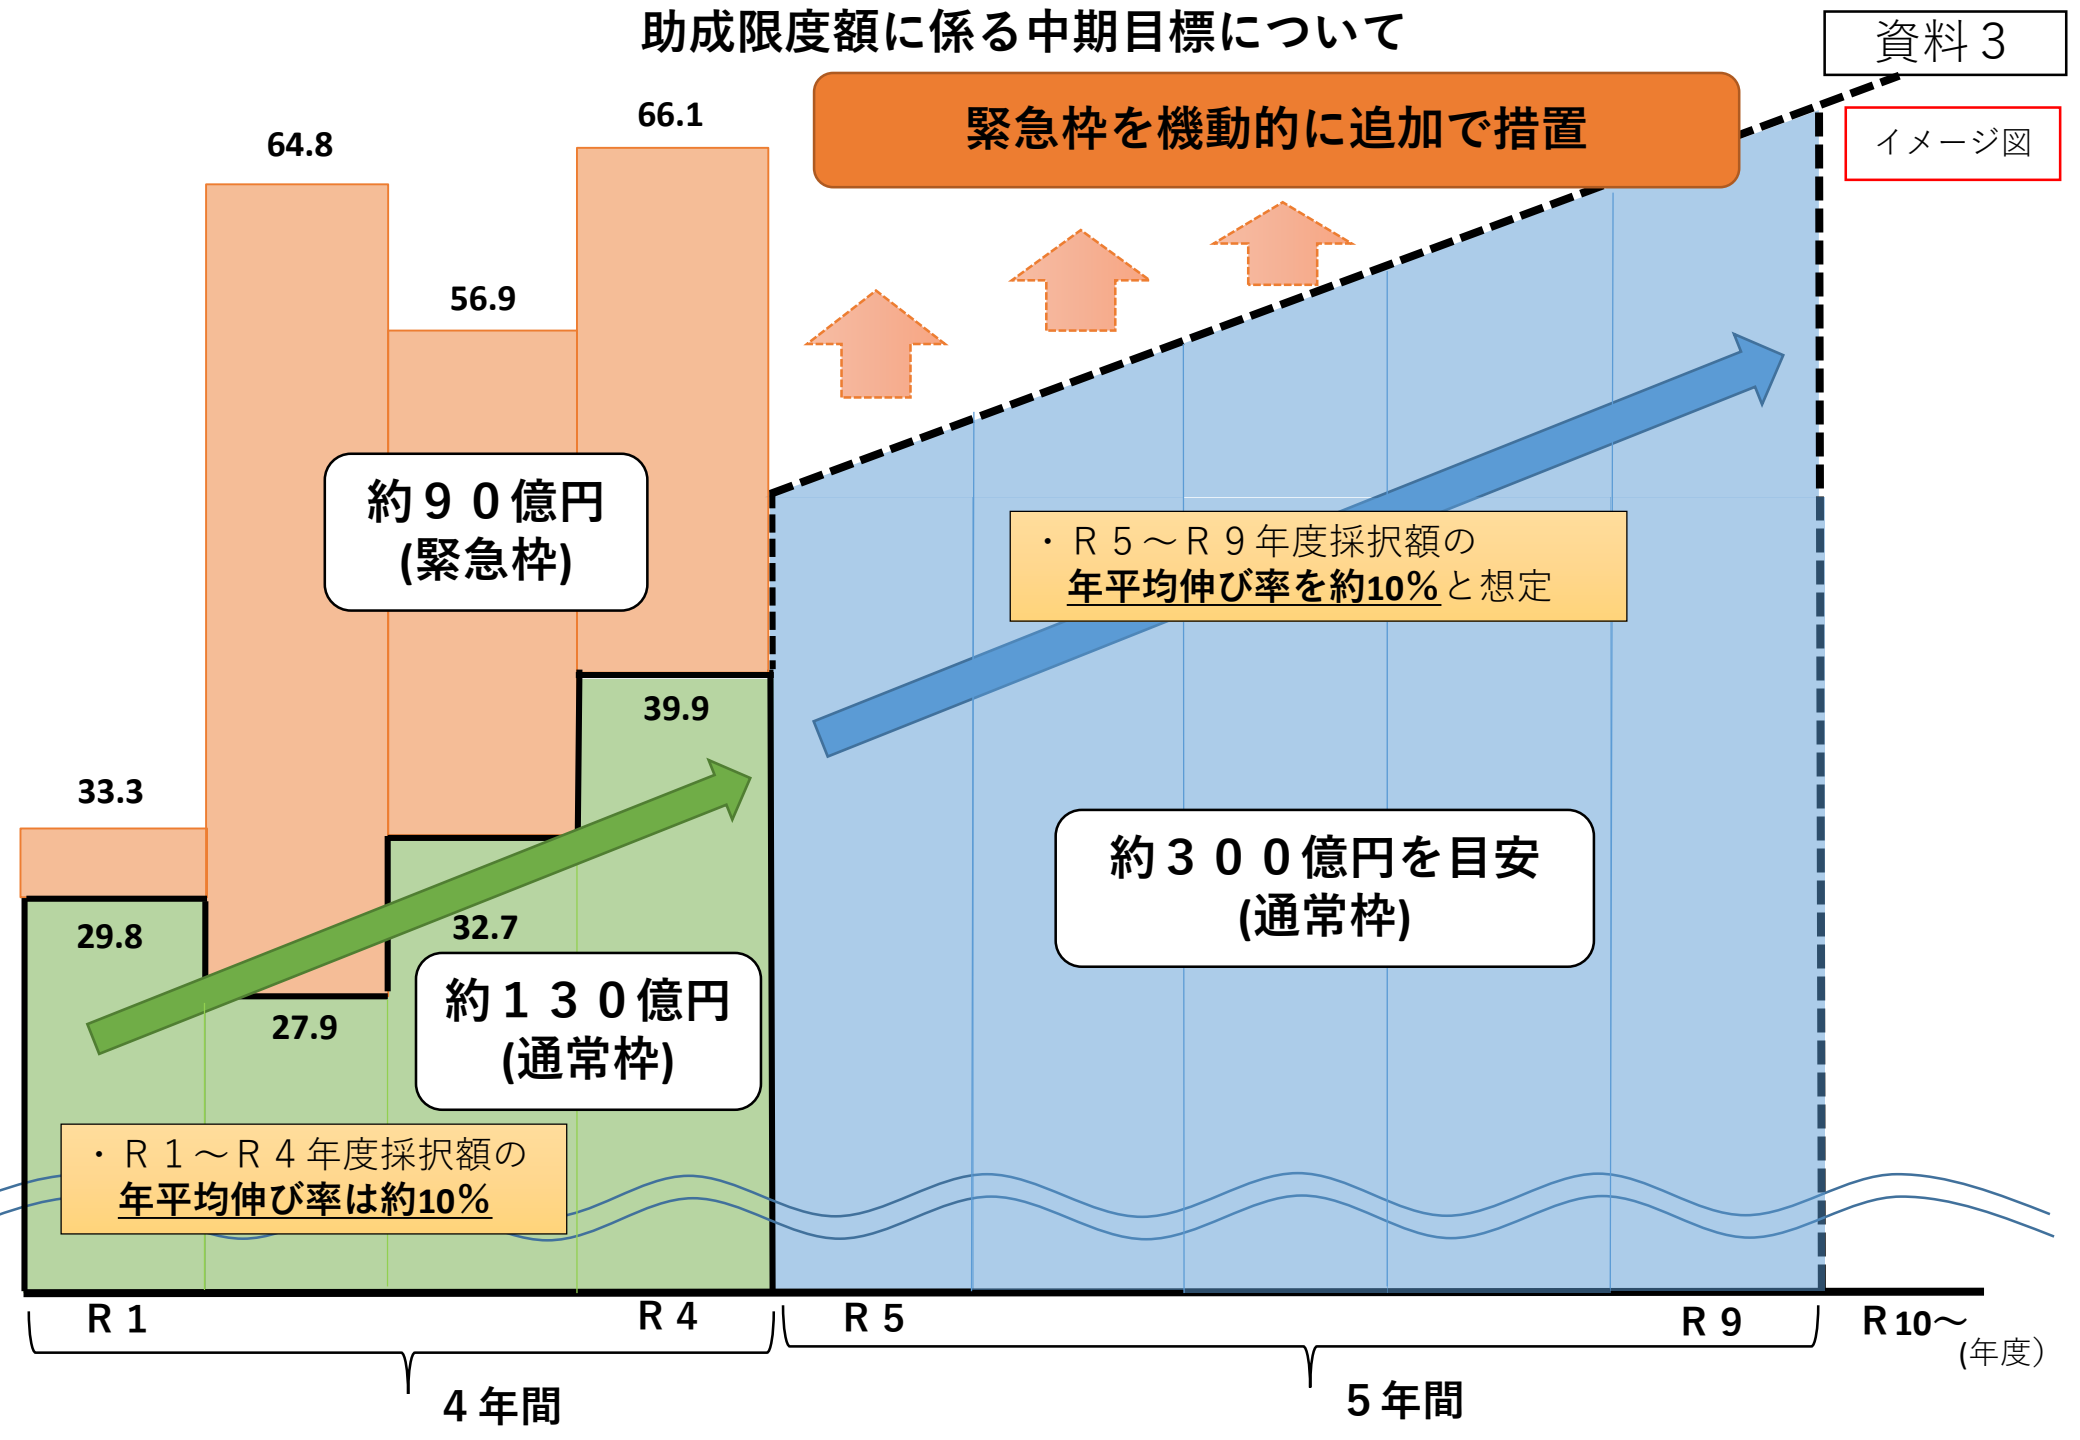 助成限度額に係る中期目標について
資料３
緊急枠を機動的に追加で措置
イメージ図
66.1
64.8
56.9
33.3
約９０億円
(緊急枠)
・Ｒ５～Ｒ９年度採択額の
年平均伸び率を約10％と想定
39.9
29.8
32.7
27.9
約１３０億円
(通常枠)
約３００億円を目安
(通常枠)
・Ｒ１～Ｒ４年度採択額の
年平均伸び率は約10％
Ｒ１
Ｒ４
Ｒ５
Ｒ９
Ｒ10～
(年度）
４年間
５年間